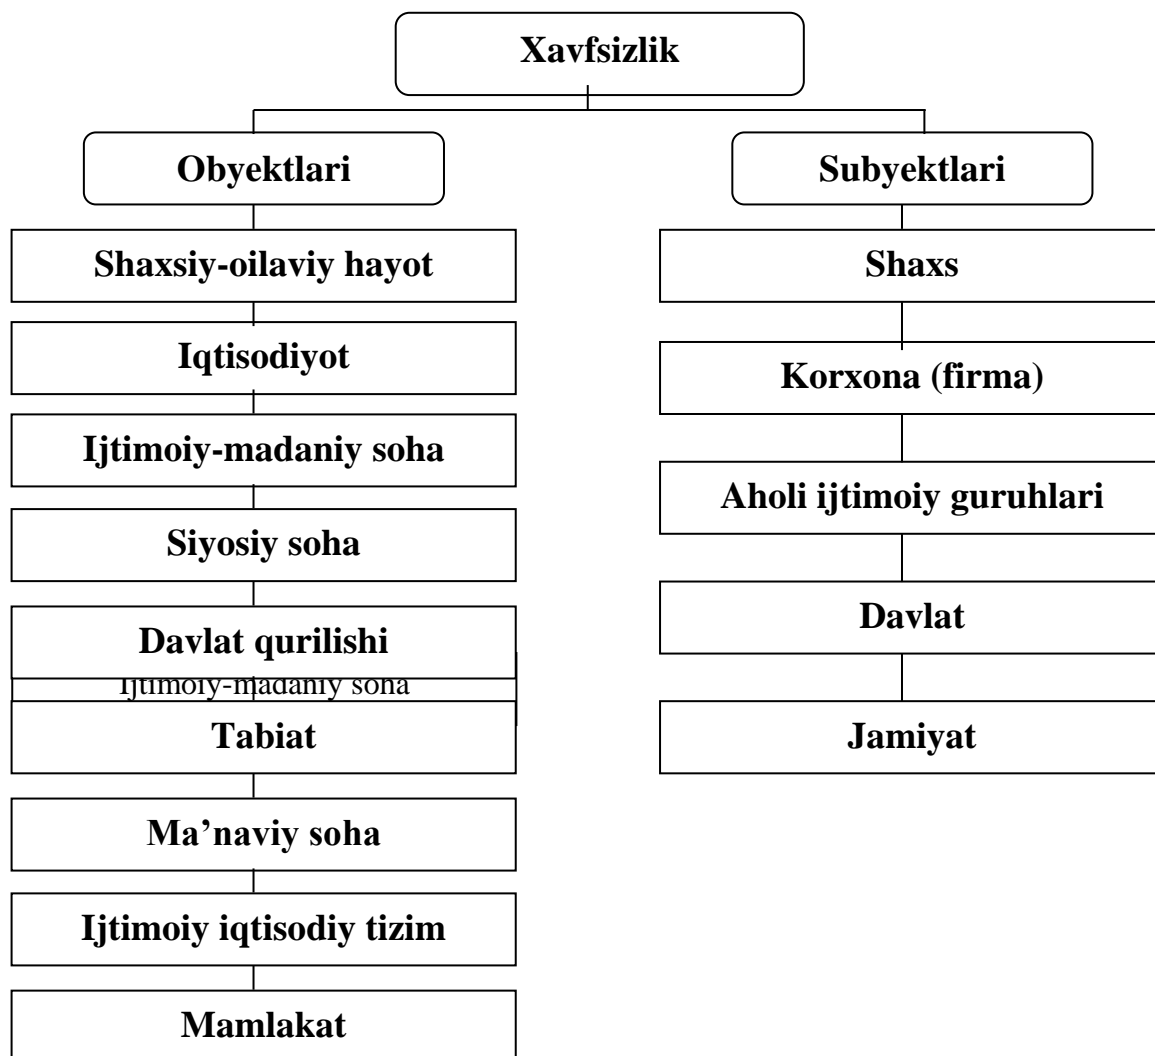 Xavfsizlik
Obyektlari
Subyektlari
Shaxsiy-oilaviy hayot
Iqtisodiyot
Ijtimoiy-madaniy soha
Siyosiy soha
Davlat qurilishi
Ijtimoiy-madaniy soha
Tabiat
Ma’naviy soha
Ijtimoiy iqtisodiy tizim
Mamlakat
Shaxs
Korxona (firma)
Aholi ijtimoiy guruhlari
Davlat
Jamiyat